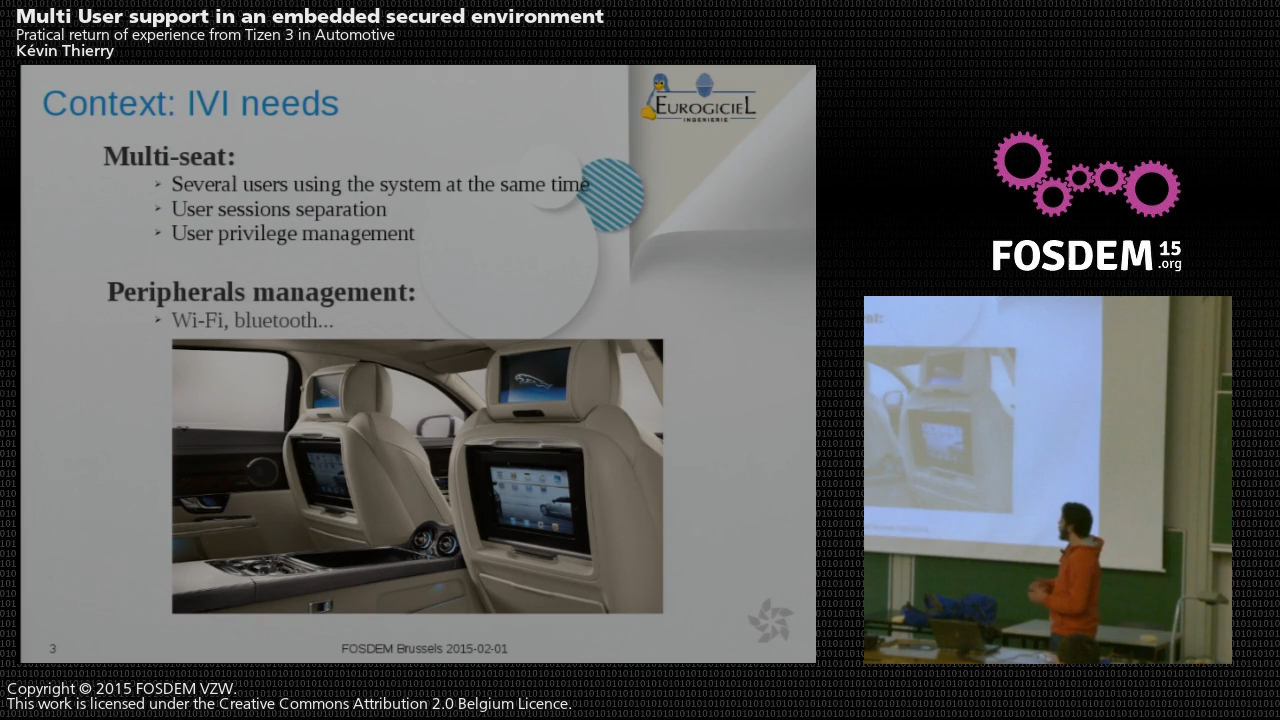 Multi User support in an embedded secured environment
Pratical return of experience from Tizen 3 in Automotive
Kévin Thierry
Context: IVI needs
EUROGICIEL
INGENIERIE
Multi-seat:
➢ Several users using the system at the same time
➢ User sessions separation
➢ User privilege management
Peripherals management:
➢ Wi-Fi, bluetooth...
3
FOSDEM Brussels 2015-02-01
FOSDEM 15
.org
Copyright © 2015 FOSDEM VZW.
This work is licensed under the Creative Commons Attribution 2.0 Belgium Licence.